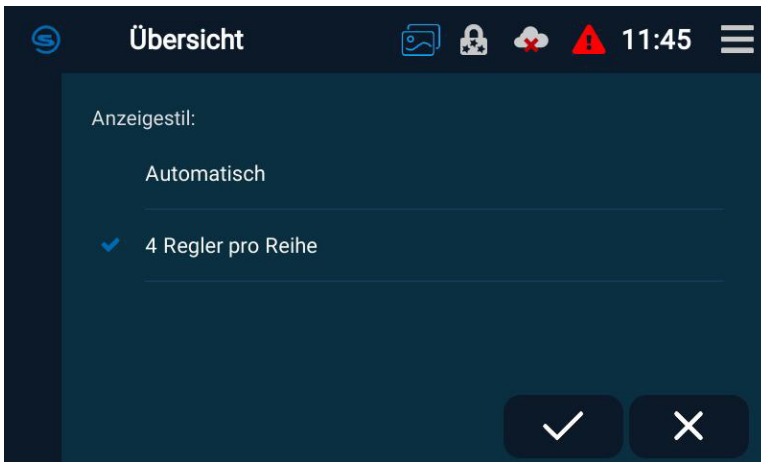 Übersicht
11:45
Anzeigestil:
Automatisch
4 Regler pro Reihe